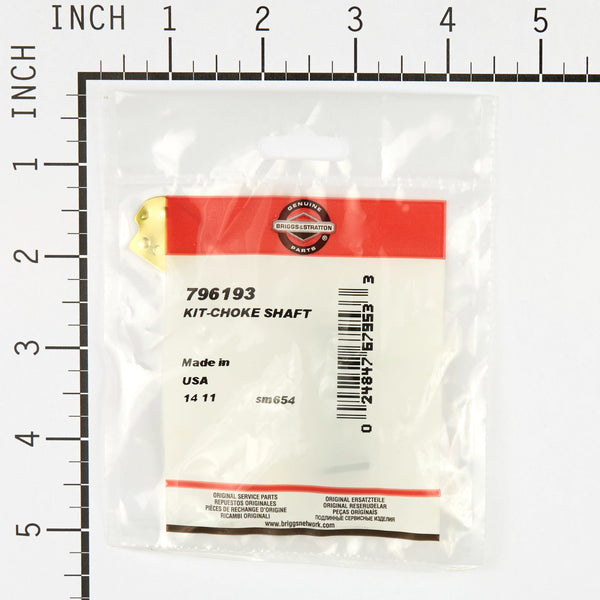 INCH 1 2 3 4 5
INCH
1
2
3
4
5
GENUINE
BRIGGS&STRATTON
®
PARTS
796193
KIT-CHOKE SHAFT
Made in
USA
14 11 sm654
0 24847 67953 3
ORIGINAL SERVICE PARTS
REPUESTOS ORIGINALES
PIÈCES DE RECHANGE D'ORIGINE
RICAMBI ORIGINALI
ORIGINAL ERSATZTEILE
ORIGINAL RESERUDELAR
PEÇAS ORIGINAIS
ПОДЛИННЫЕ СЕРВИСНЫЕ ИЗДЕЛИЯ
www.briggsnetwork.com